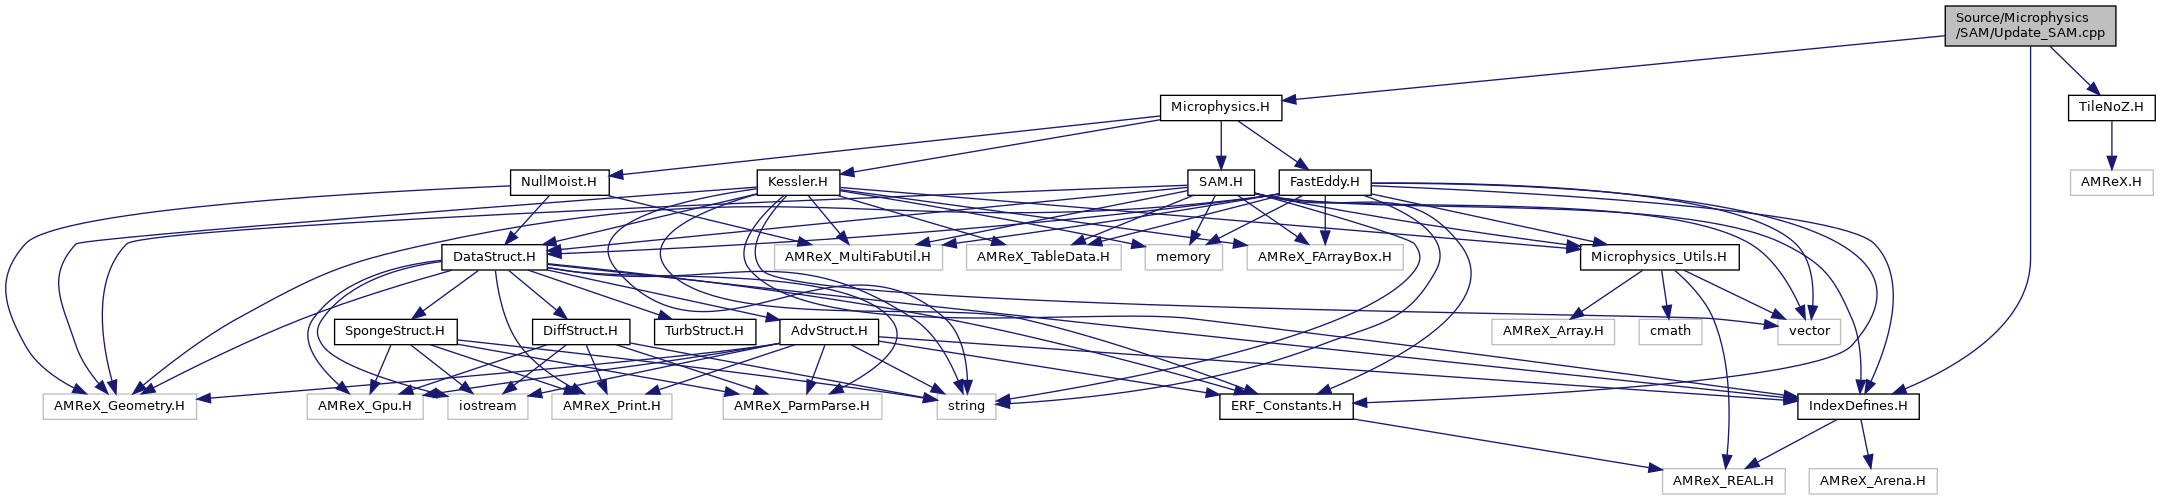 Source/Microphysics
/SAM/Update_SAM.cpp
Microphysics.H
TileNoZ.H
NullMoist.H
Kessler.H
SAM.H
FastEddy.H
AMReX.H
DataStruct.H
AMReX_MultiFabUtil.H
AMReX_TableData.H
memory
AMReX_FArrayBox.H
Microphysics_Utils.H
SpongeStruct.H
DiffStruct.H
TurbStruct.H
AdvStruct.H
AMReX_Array.H
cmath
vector
AMReX_Geometry.H
AMReX_Gpu.H
iostream
AMReX_Print.H
AMReX_ParmParse.H
string
ERF_Constants.H
IndexDefines.H
AMReX_REAL.H
AMReX_Arena.H